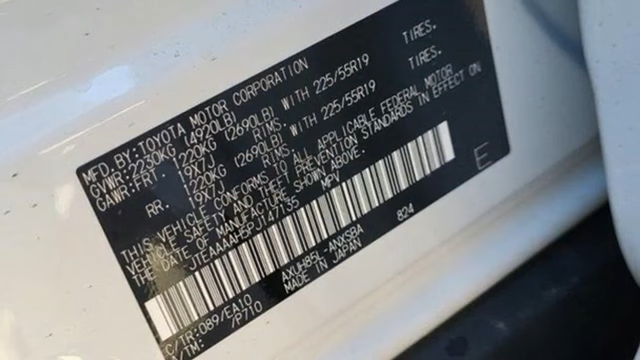 MFD. BY: TOYOTA MOTOR CORPORATION
GVWR: 2230KG (4920LB)
GAWR: FRT. 1220KG (2690LB) WITH 225/55R19 TIRES.
19X7J RIMS
RR. 1220KG (2690LB) WITH 225/55R19 TIRES.
19X7J RIMS
THIS VEHICLE CONFORMS TO ALL APPLICABLE FEDERAL MOTOR
VEHICLE SAFETY AND THEFT PREVENTION STANDARDS IN EFFECT ON
THE DATE OF MANUFACTURE SHOWN ABOVE.
JTEAAAAH5PJ147735 MPV
E
C/TR:089/EA10 AXUH85L-ANXSBA 824
/TM: /P710 MADE IN JAPAN